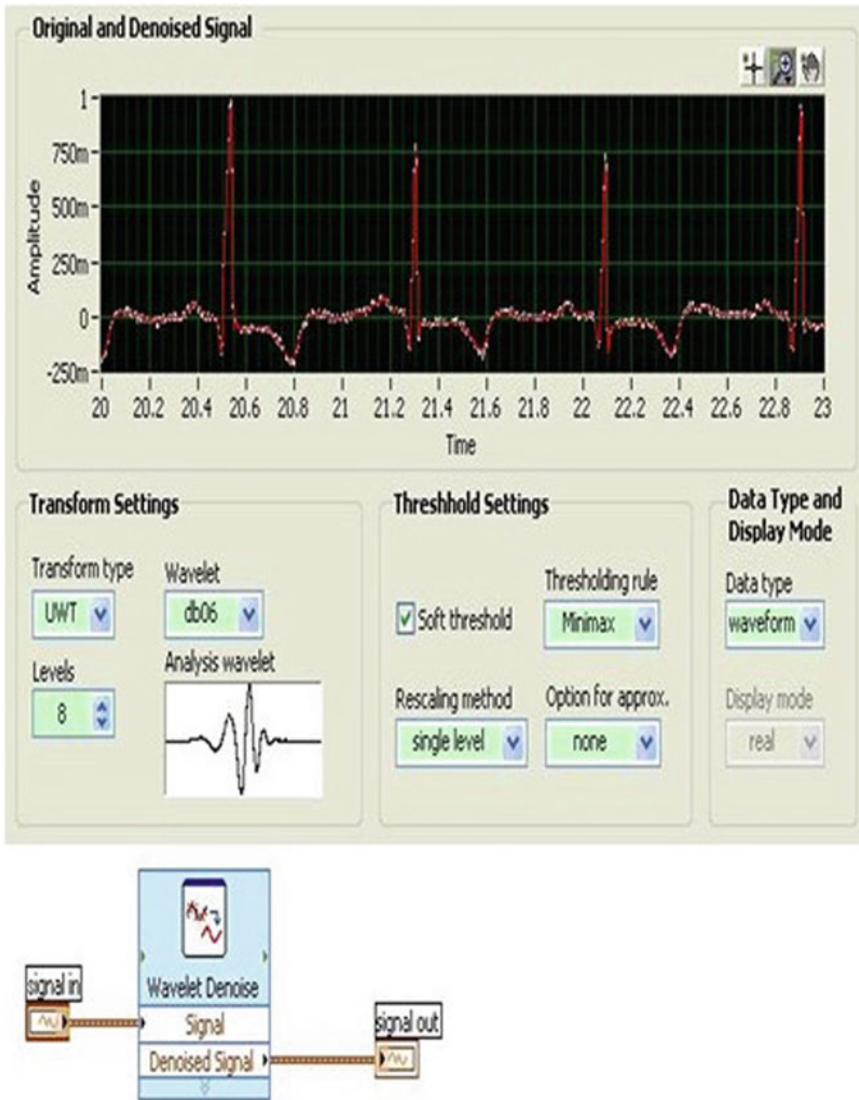 Original and Denoised Signal
1
750m
500m
250m
0
-250m
Amplitude
20 20.2 20.4 20.6 20.8 21 21.2 21.4 21.6 21.8 22 22.2 22.4 22.6 22.8 23
Time
Transform Settings
Transform type
UWT
Wavelet
db06
Levels
8
Analysis wavelet
Threshhold Settings
Soft threshold
Thresholding rule
Minimax
Rescaling method
single level
Option for approx.
none
Data Type and
Display Mode
Data type
waveform
Display mode
real
signal in
Wavelet Denoise
Signal
Denoised Signal
signal out